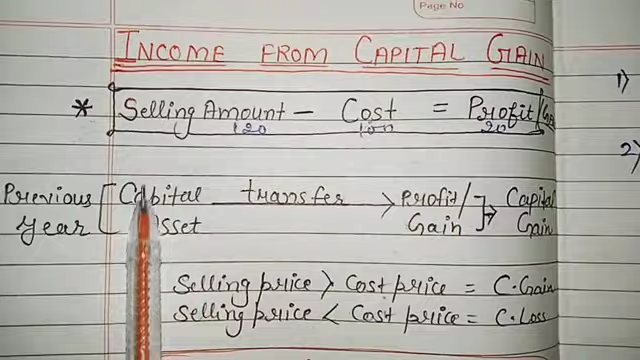 Page No
INCOME FROM CAPITAL GAIN
1)
* Selling Amount - Cost = Profit/
120 100 20
2)
Previous [ Capital transfer > Profit/ ] → Capital
Year Asset Gain Gain
Selling price > Cost price = C.Gain
Selling price < Cost price = C.Loss